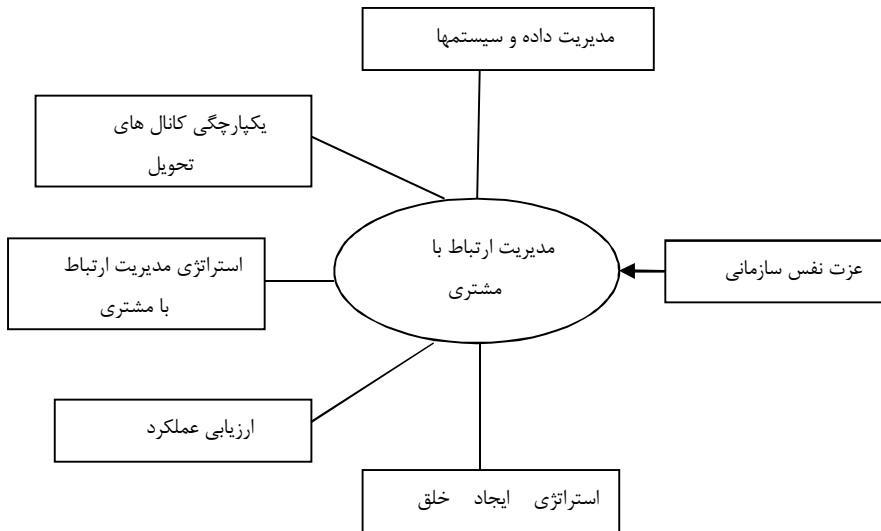 مدیریت داده و سیستمها
یکپارچگی کانال های
تحویل
مدیریت ارتباط با
مشتری
عزت نفس سازمانی
استراتژی مدیریت ارتباط
با مشتری
ارزیابی عملکرد
استراتژی ایجاد خلق